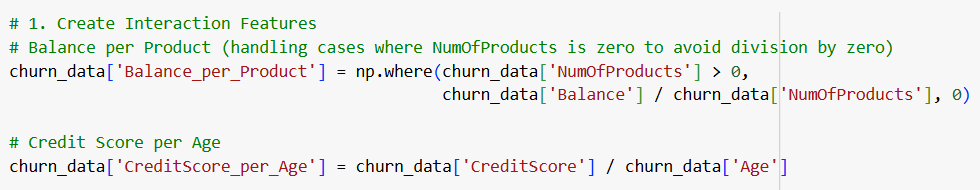 # 1. Create Interaction Features
# Balance per Product (handling cases where NumOfProducts is zero to avoid division by zero)
churn_data['Balance_per_Product'] = np.where(churn_data['NumOfProducts'] > 0,
                                             churn_data['Balance'] / churn_data['NumOfProducts'], 0)
# Credit Score per Age
churn_data['CreditScore_per_Age'] = churn_data['CreditScore'] / churn_data['Age']